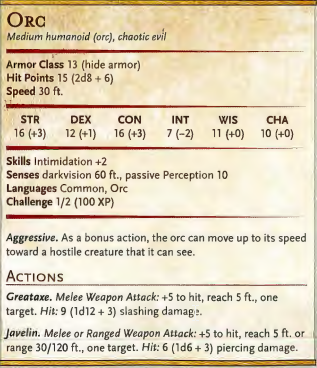 ORC
Medium humanoid (orc), chaotic evil
Armor Class 13 (hide armor)
Hit Points 15 (2d8 + 6)
Speed 30 ft.
STR DEX CON INT WIS CHA
16 (+3) 12 (+1) 16 (+3) 7 (−2) 11 (+0) 10 (+0)
Skills Intimidation +2
Senses darkvision 60 ft., passive Perception 10
Languages Common, Orc
Challenge 1/2 (100 XP)
Aggressive. As a bonus action, the orc can move up to its speed
toward a hostile creature that it can see.
ACTIONS
Greataxe. Melee Weapon Attack: +5 to hit, reach 5 ft., one
target. Hit: 9 (1d12 + 3) slashing damage.
Javelin. Melee or Ranged Weapon Attack: +5 to hit, reach 5 ft. or
range 30/120 ft., one target. Hit: 6 (1d6 + 3) piercing damage.